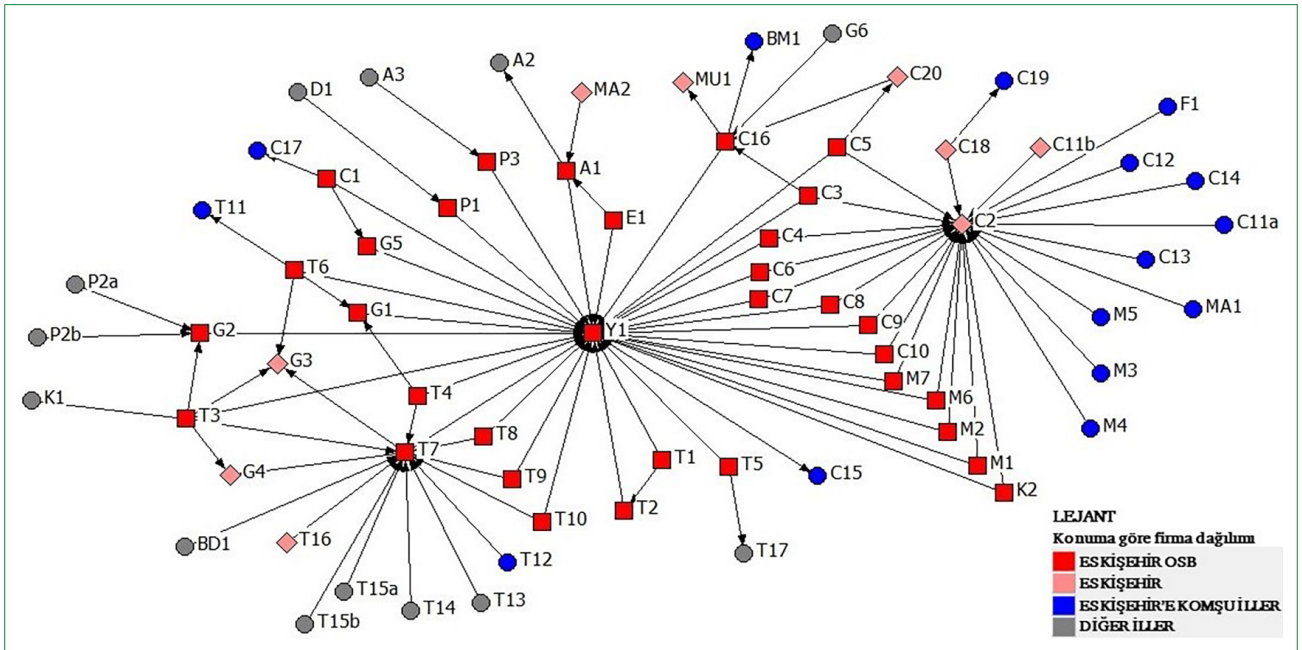 BM1
G6
A2
A3
D1
MA2
MU1
C20
C19
F1
C17
C1
P3
A1
C16
C5
C18
C11b
C12
C14
T11
P1
E1
C3
C2
C11a
G5
C4
C13
T6
C6
P2a
G1
C7
C8
MA1
M5
P2b
G2
Y1
C9
G3
C10
M3
K1
T3
T4
M7
M6
M4
T8
M2
T7
T1
T5
M1
G4
T9
C15
K2
T10
T2
BD1
T16
T12
T17
T15a
T14
T13
T15b
LEJANT
Konuma göre firma dağılımı
ESKİŞEHİR OSB
ESKİŞEHİR
ESKİŞEHİR'E KOMŞU İLLER
DİĞER İLLER